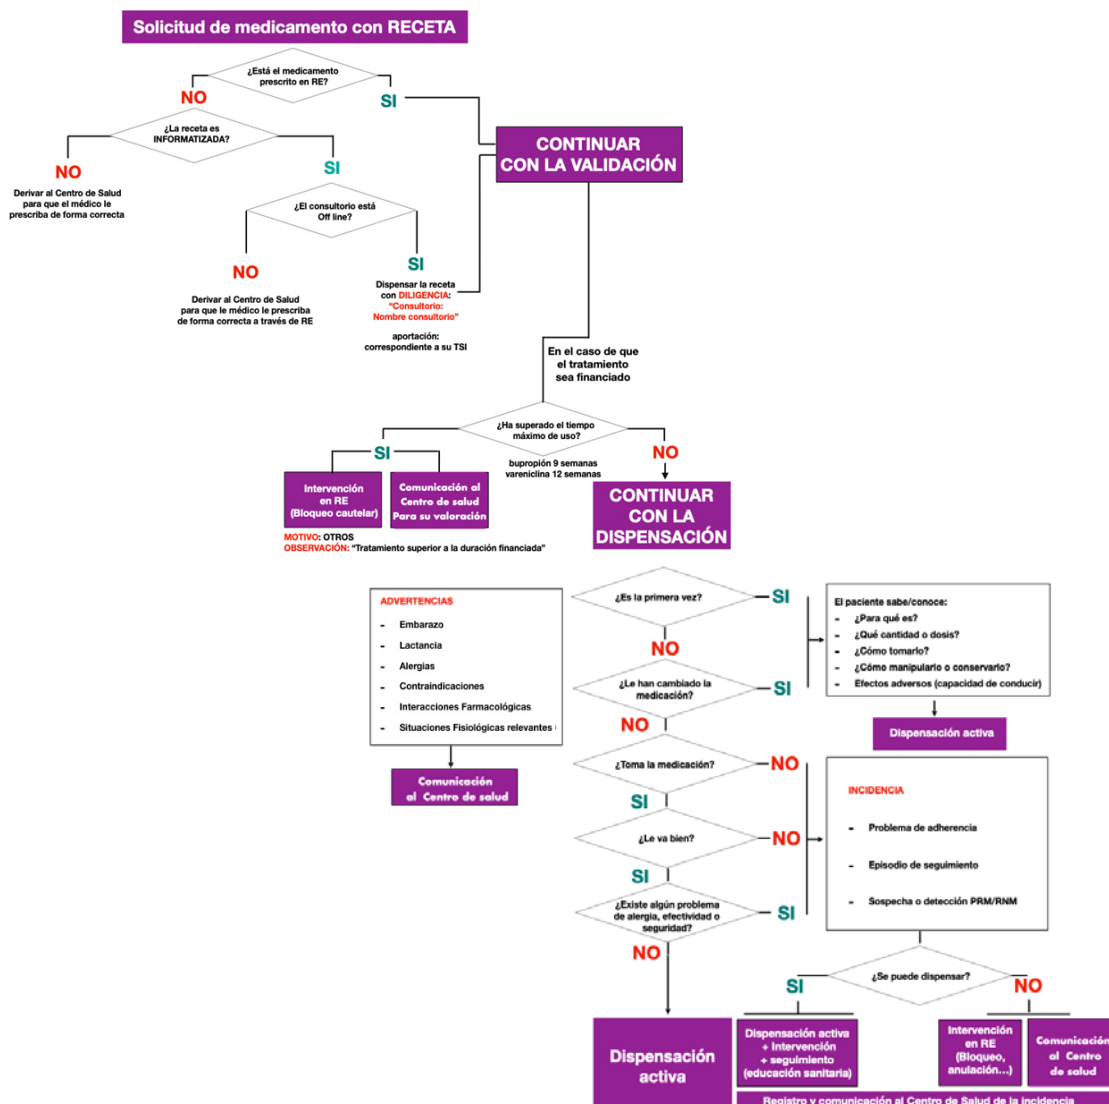 Solicitud de medicamento con RECETA
¿Está el medicamento
prescrito en RE?
NO
SI
¿La receta es
INFORMATIZADA?
CONTINUAR
CON LA VALIDACIÓN
NO
SI
Derivar al Centro de Salud
para que el médico le
prescriba de forma correcta
¿El consultorio está
Off line?
NO
SI
Derivar al Centro de Salud
para que le médico le prescriba
de forma correcta a través de RE
Dispensar la receta
con DILIGENCIA:
“Consultorio:
Nombre consultorio”
aportación:
correspondiente a su TSI
En el caso de que
el tratamiento
sea financiado
¿Ha superado el tiempo
máximo de uso?
SI
NO
bupropión 9 semanas
vareniclina 12 semanas
Intervención
en RE
(Bloqueo cautelar)
Comunicación al
Centro de salud
Para su valoración
CONTINUAR
CON LA
DISPENSACIÓN
MOTIVO: OTROS
OBSERVACIÓN: “Tratamiento superior a la duración financiada”
ADVERTENCIAS
- Embarazo
- Lactancia
- Alergias
- Contraindicaciones
- Interacciones Farmacológicas
- Situaciones Fisiológicas relevantes
Comunicación
al Centro de salud
¿Es la primera vez?
SI
NO
El paciente sabe/conoce:
- ¿Para qué es?
- ¿Qué cantidad o dosis?
- ¿Cómo tomarlo?
- ¿Cómo manipularlo o conservarlo?
- Efectos adversos (capacidad de conducir)
¿Le han cambiado la
medicación?
SI
NO
Dispensación activa
¿Toma la medicación?
NO
SI
INCIDENCIA
- Problema de adherencia
- Episodio de seguimiento
- Sospecha o detección PRM/RNM
¿Le va bien?
NO
SI
¿Existe algún problema
de alergia, efectividad o
seguridad?
SI
NO
¿Se puede dispensar?
SI
NO
Dispensación
activa
Dispensación activa
+ Intervención
+ seguimiento
(educación sanitaria)
Intervención
en RE
(Bloqueo,
anulación...)
Comunicación
al Centro
de salud
Registro y comunicación al Centro de Salud de la incidencia